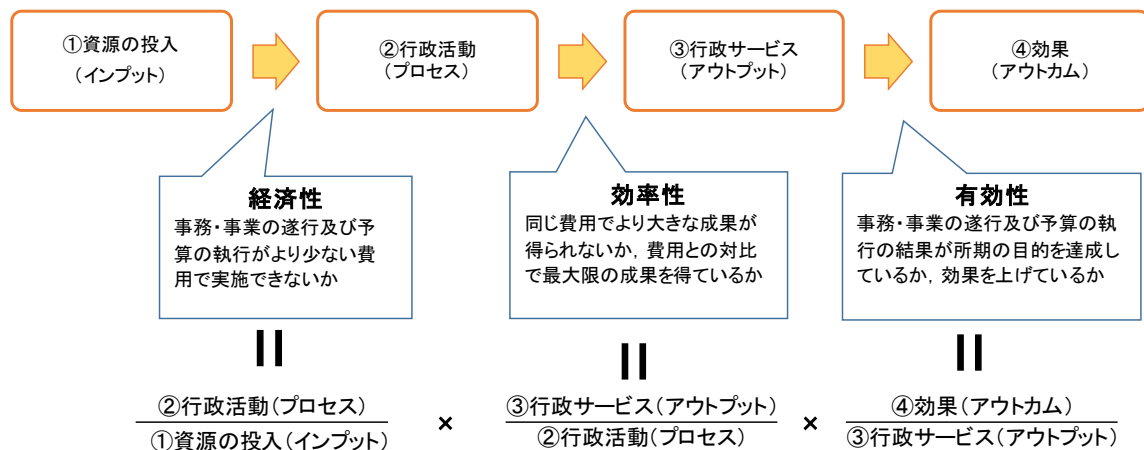 ①資源の投入
(インプット)
②行政活動
(プロセス)
③行政サービス
(アウトプット)
④効果
(アウトカム)
経済性
事務・事業の遂行及び予
算の執行がより少ない費
用で実施できないか
効率性
同じ費用でより大きな成果が
得られないか，費用との対比
で最大限の成果を得ているか
有効性
事務・事業の遂行及び予算の執
行の結果が所期の目的を達成し
ているか，効果を上げているか
=
=
=
②行政活動(プロセス)
①資源の投入(インプット)
×
③行政サービス(アウトプット)
②行政活動(プロセス)
×
④効果(アウトカム)
③行政サービス(アウトプット)